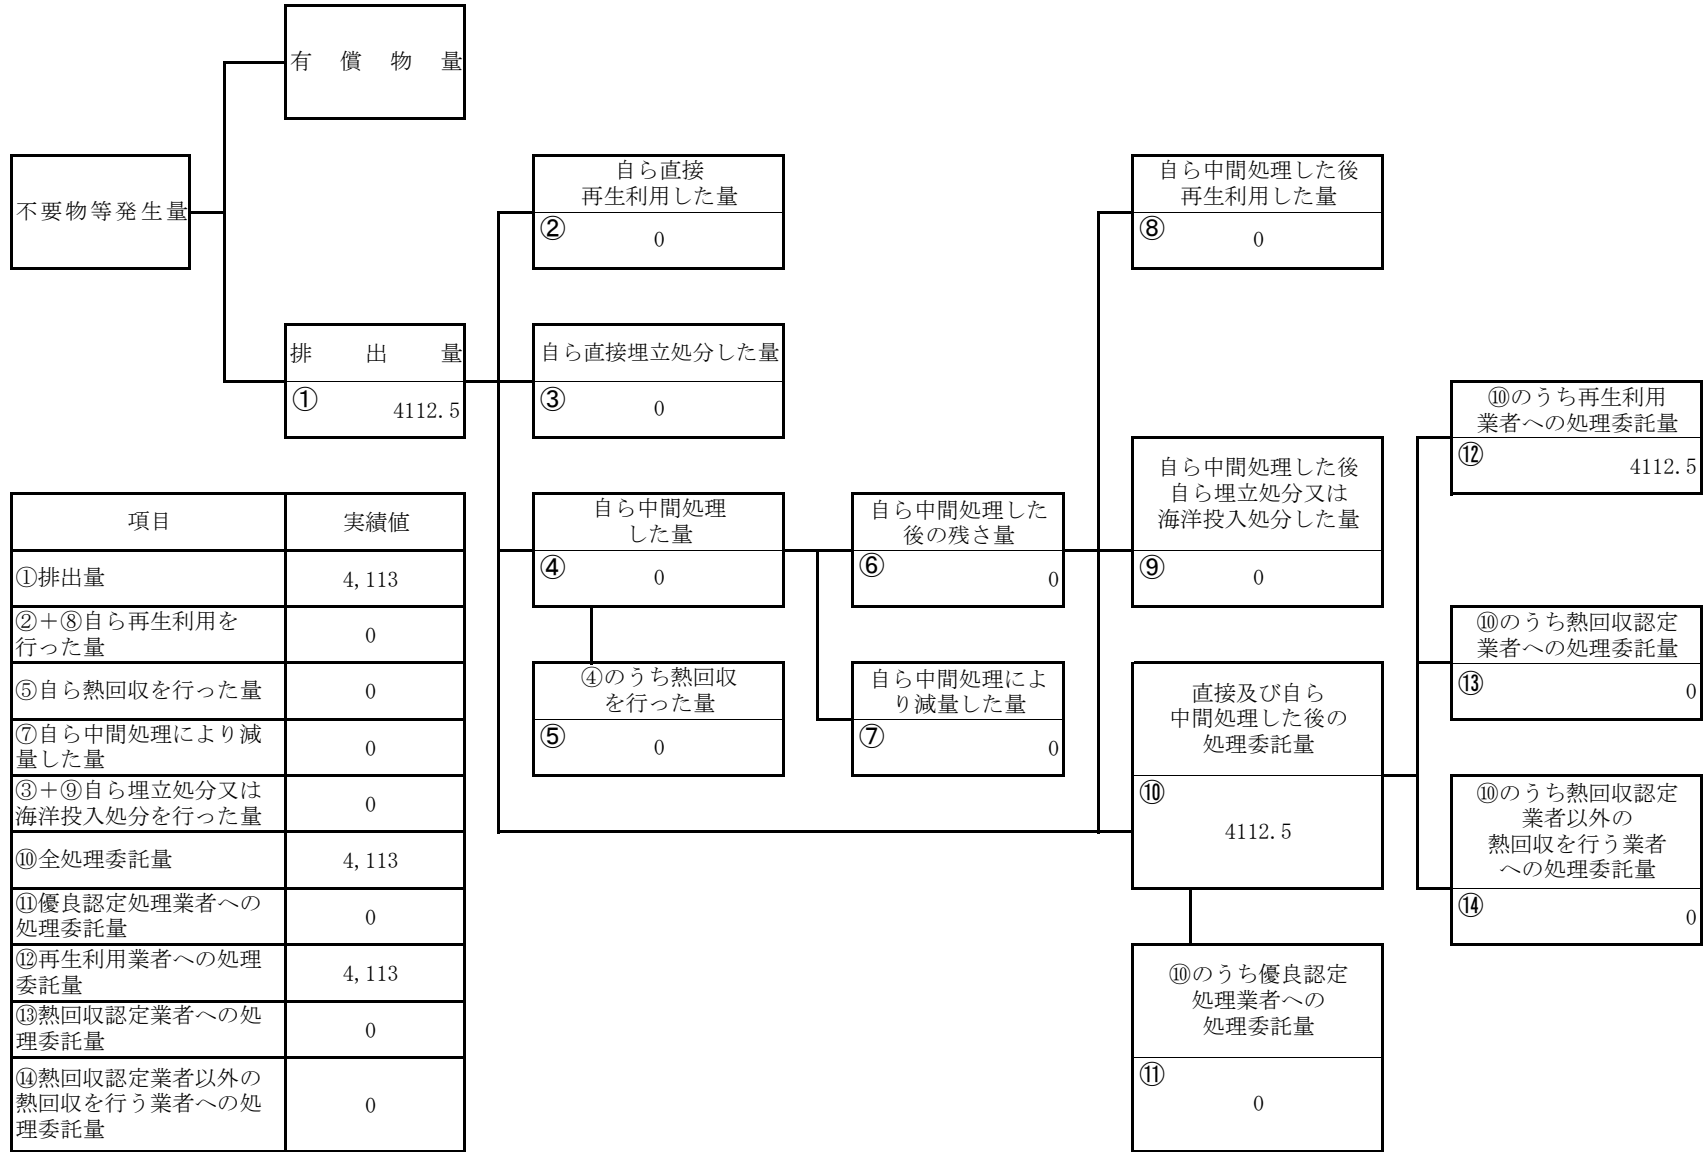 有償物量
不要物等発生量
排出量
①
4112.5
自ら直接
再生利用した量
②
0
自ら直接埋立処分した量
③
0
自ら中間処理
した量
④
0
④のうち熱回収
を行った量
⑤
0
自ら中間処理した
後の残さ量
⑥
0
自ら中間処理によ
り減量した量
⑦
0
自ら中間処理した後
再生利用した量
⑧
0
自ら中間処理した後
自ら埋立処分又は
海洋投入処分した量
⑨
0
直接及び自ら
中間処理した後の
処理委託量
⑩
4112.5
⑩のうち優良認定
処理業者への
処理委託量
⑪
0
⑩のうち再生利用
業者への処理委託量
⑫
4112.5
⑩のうち熱回収認定
業者への処理委託量
⑬
0
⑩のうち熱回収認定
業者以外の
熱回収を行う業者
への処理委託量
⑭
0
項目 実績値
①排出量 4,113
②＋⑧自ら再生利用を
行った量 0
⑤自ら熱回収を行った量 0
⑦自ら中間処理により減
量した量 0
③＋⑨自ら埋立処分又は
海洋投入処分を行った量 0
⑩全処理委託量 4,113
⑪優良認定処理業者への
処理委託量 0
⑫再生利用業者への処理
委託量 4,113
⑬熱回収認定業者への処
理委託量 0
⑭熱回収認定業者以外の
熱回収を行う業者への処
理委託量 0